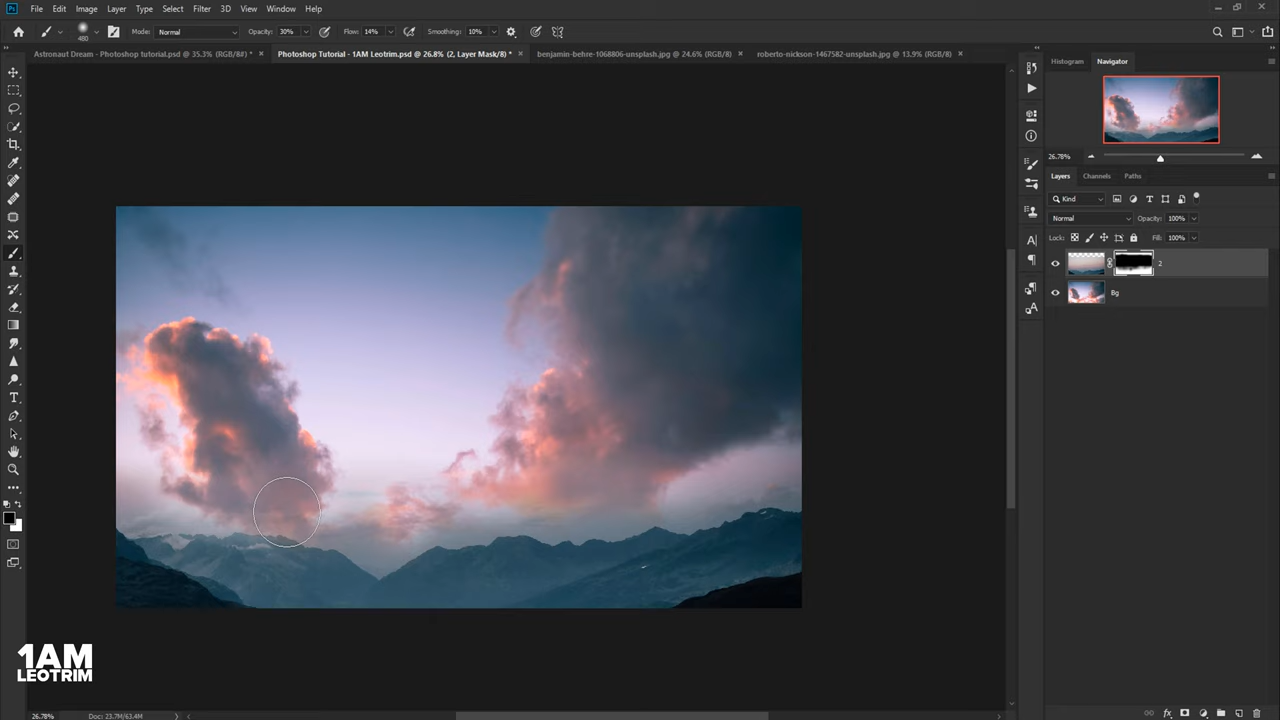 Ps File Edit Image Layer Type Select Filter 3D View Window Help
480 Mode: Normal Opacity: 30% Flow: 14% Smoothing: 10%
Astronaut Dream - Photoshop tutorial.psd @ 35.3% (RGB/8#) * × Photoshop Tutorial - 1AM Leotrim.psd @ 26.8% (2, Layer Mask/8) * × benjamin-behre-1068806-unsplash.jpg @ 24.6% (RGB/8) × roberto-nickson-1467582-unsplash.jpg @ 13.9% (RGB/8) ×
Histogram Navigator
26.78%
Layers Channels Paths
Kind
Normal Opacity: 100%
Lock: Fill: 100%
2
Bg
1AM
LEOTRIM
26.78% Doc: 23.7M/63.4M